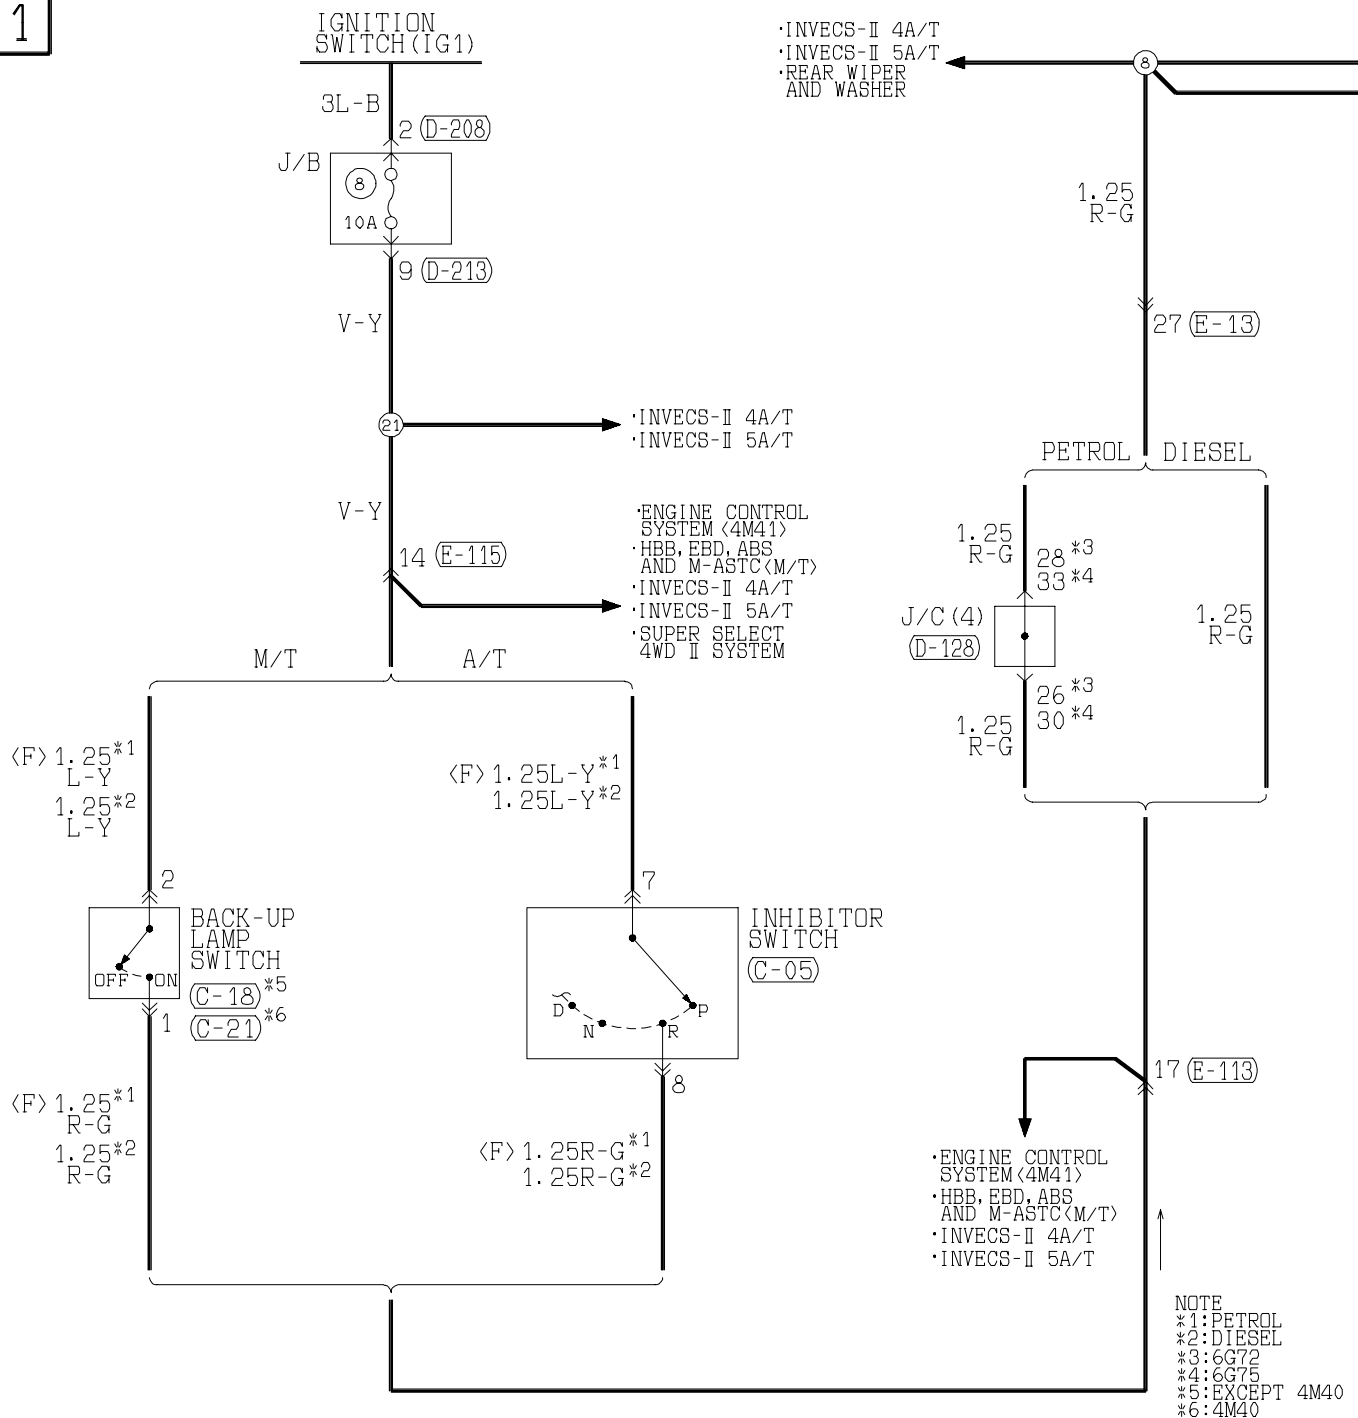 1
IGNITION
SWITCH(IG1)
3L-B
2 (D-208)
J/B
8
10A
9 (D-213)
V-Y
21
·INVECS-Ⅱ 4A/T
·INVECS-Ⅱ 5A/T
V-Y
14 (E-115)
·ENGINE CONTROL
SYSTEM〈4M41〉
·HBB, EBD, ABS
AND M-ASTC〈M/T〉
·INVECS-Ⅱ 4A/T
·INVECS-Ⅱ 5A/T
·SUPER SELECT
4WD Ⅱ SYSTEM
M/T
A/T
〈F〉1.25*1
L-Y
1.25*2
L-Y
〈F〉1.25L-Y*1
1.25L-Y*2
2
BACK-UP
LAMP
SWITCH
(C-18)*5
(C-21)*6
OFF
ON
1
7
INHIBITOR
SWITCH
(C-05)
D
N
R
P
8
〈F〉1.25*1
R-G
1.25*2
R-G
〈F〉1.25R-G*1
1.25R-G*2
·INVECS-Ⅱ 4A/T
·INVECS-Ⅱ 5A/T
·REAR WIPER
AND WASHER
8
1.25
R-G
27 (E-13)
PETROL
DIESEL
1.25
R-G
28*3
33*4
J/C(4)
(D-128)
26*3
30*4
1.25
R-G
1.25
R-G
17 (E-113)
·ENGINE CONTROL
SYSTEM〈4M41〉
·HBB, EBD, ABS
AND M-ASTC〈M/T〉
·INVECS-Ⅱ 4A/T
·INVECS-Ⅱ 5A/T
NOTE
*1:PETROL
*2:DIESEL
*3:6G72
*4:6G75
*5:EXCEPT 4M40
*6:4M40